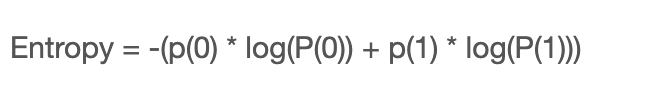 Entropy = -(p(0) * log(P(0)) + p(1) * log(P(1)))